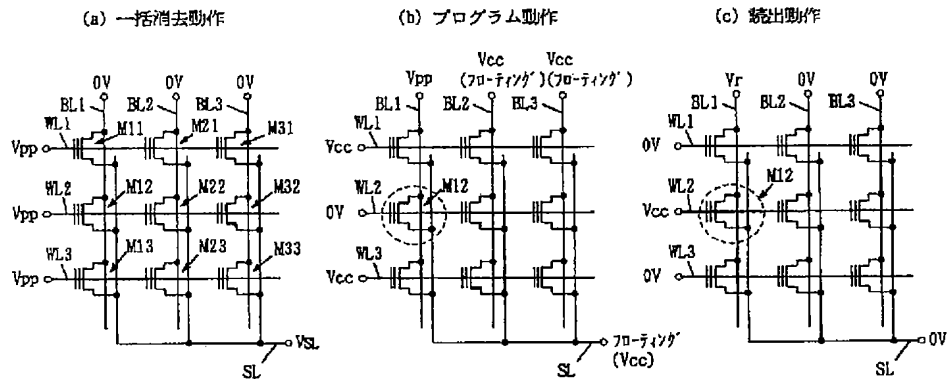 (a) 一括消去動作
0V 0V 0V
BL1 BL2 BL3
WL1 M11 M21 M31
Vpp
WL2 M12 M22 M32
Vpp
WL3 M13 M23 M33
Vpp
VSL
SL
(b) プログラム動作
Vpp Vcc (フローティング) Vcc (フローティング)
BL1 BL2 BL3
WL1
Vcc
WL2 M12
0V
WL3
Vcc
フローティング
(Vcc)
SL
(c) 読出動作
Vr 0V 0V
BL1 BL2 BL3
WL1
0V
WL2 M12
Vcc
WL3
0V
0V
SL